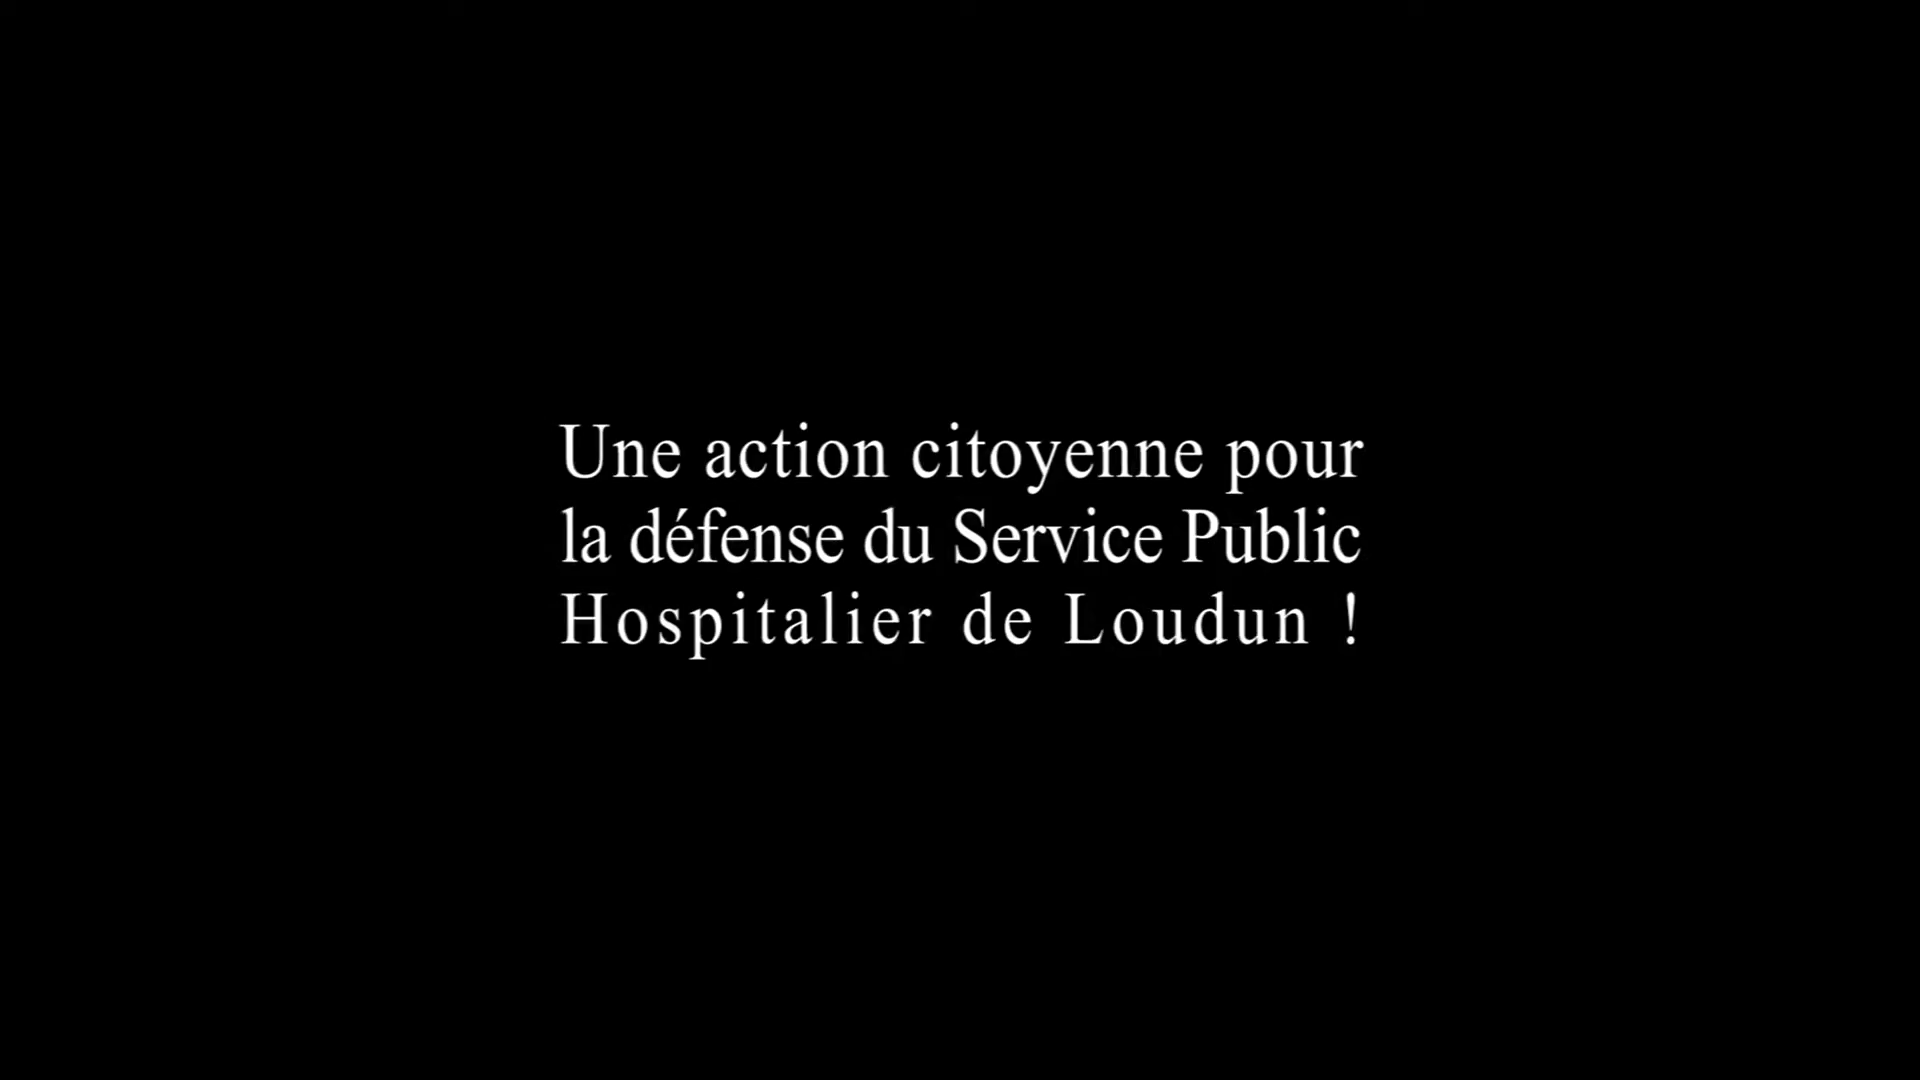 Une action citoyenne pour
la défense du Service Public
Hospitalier de Loudun !